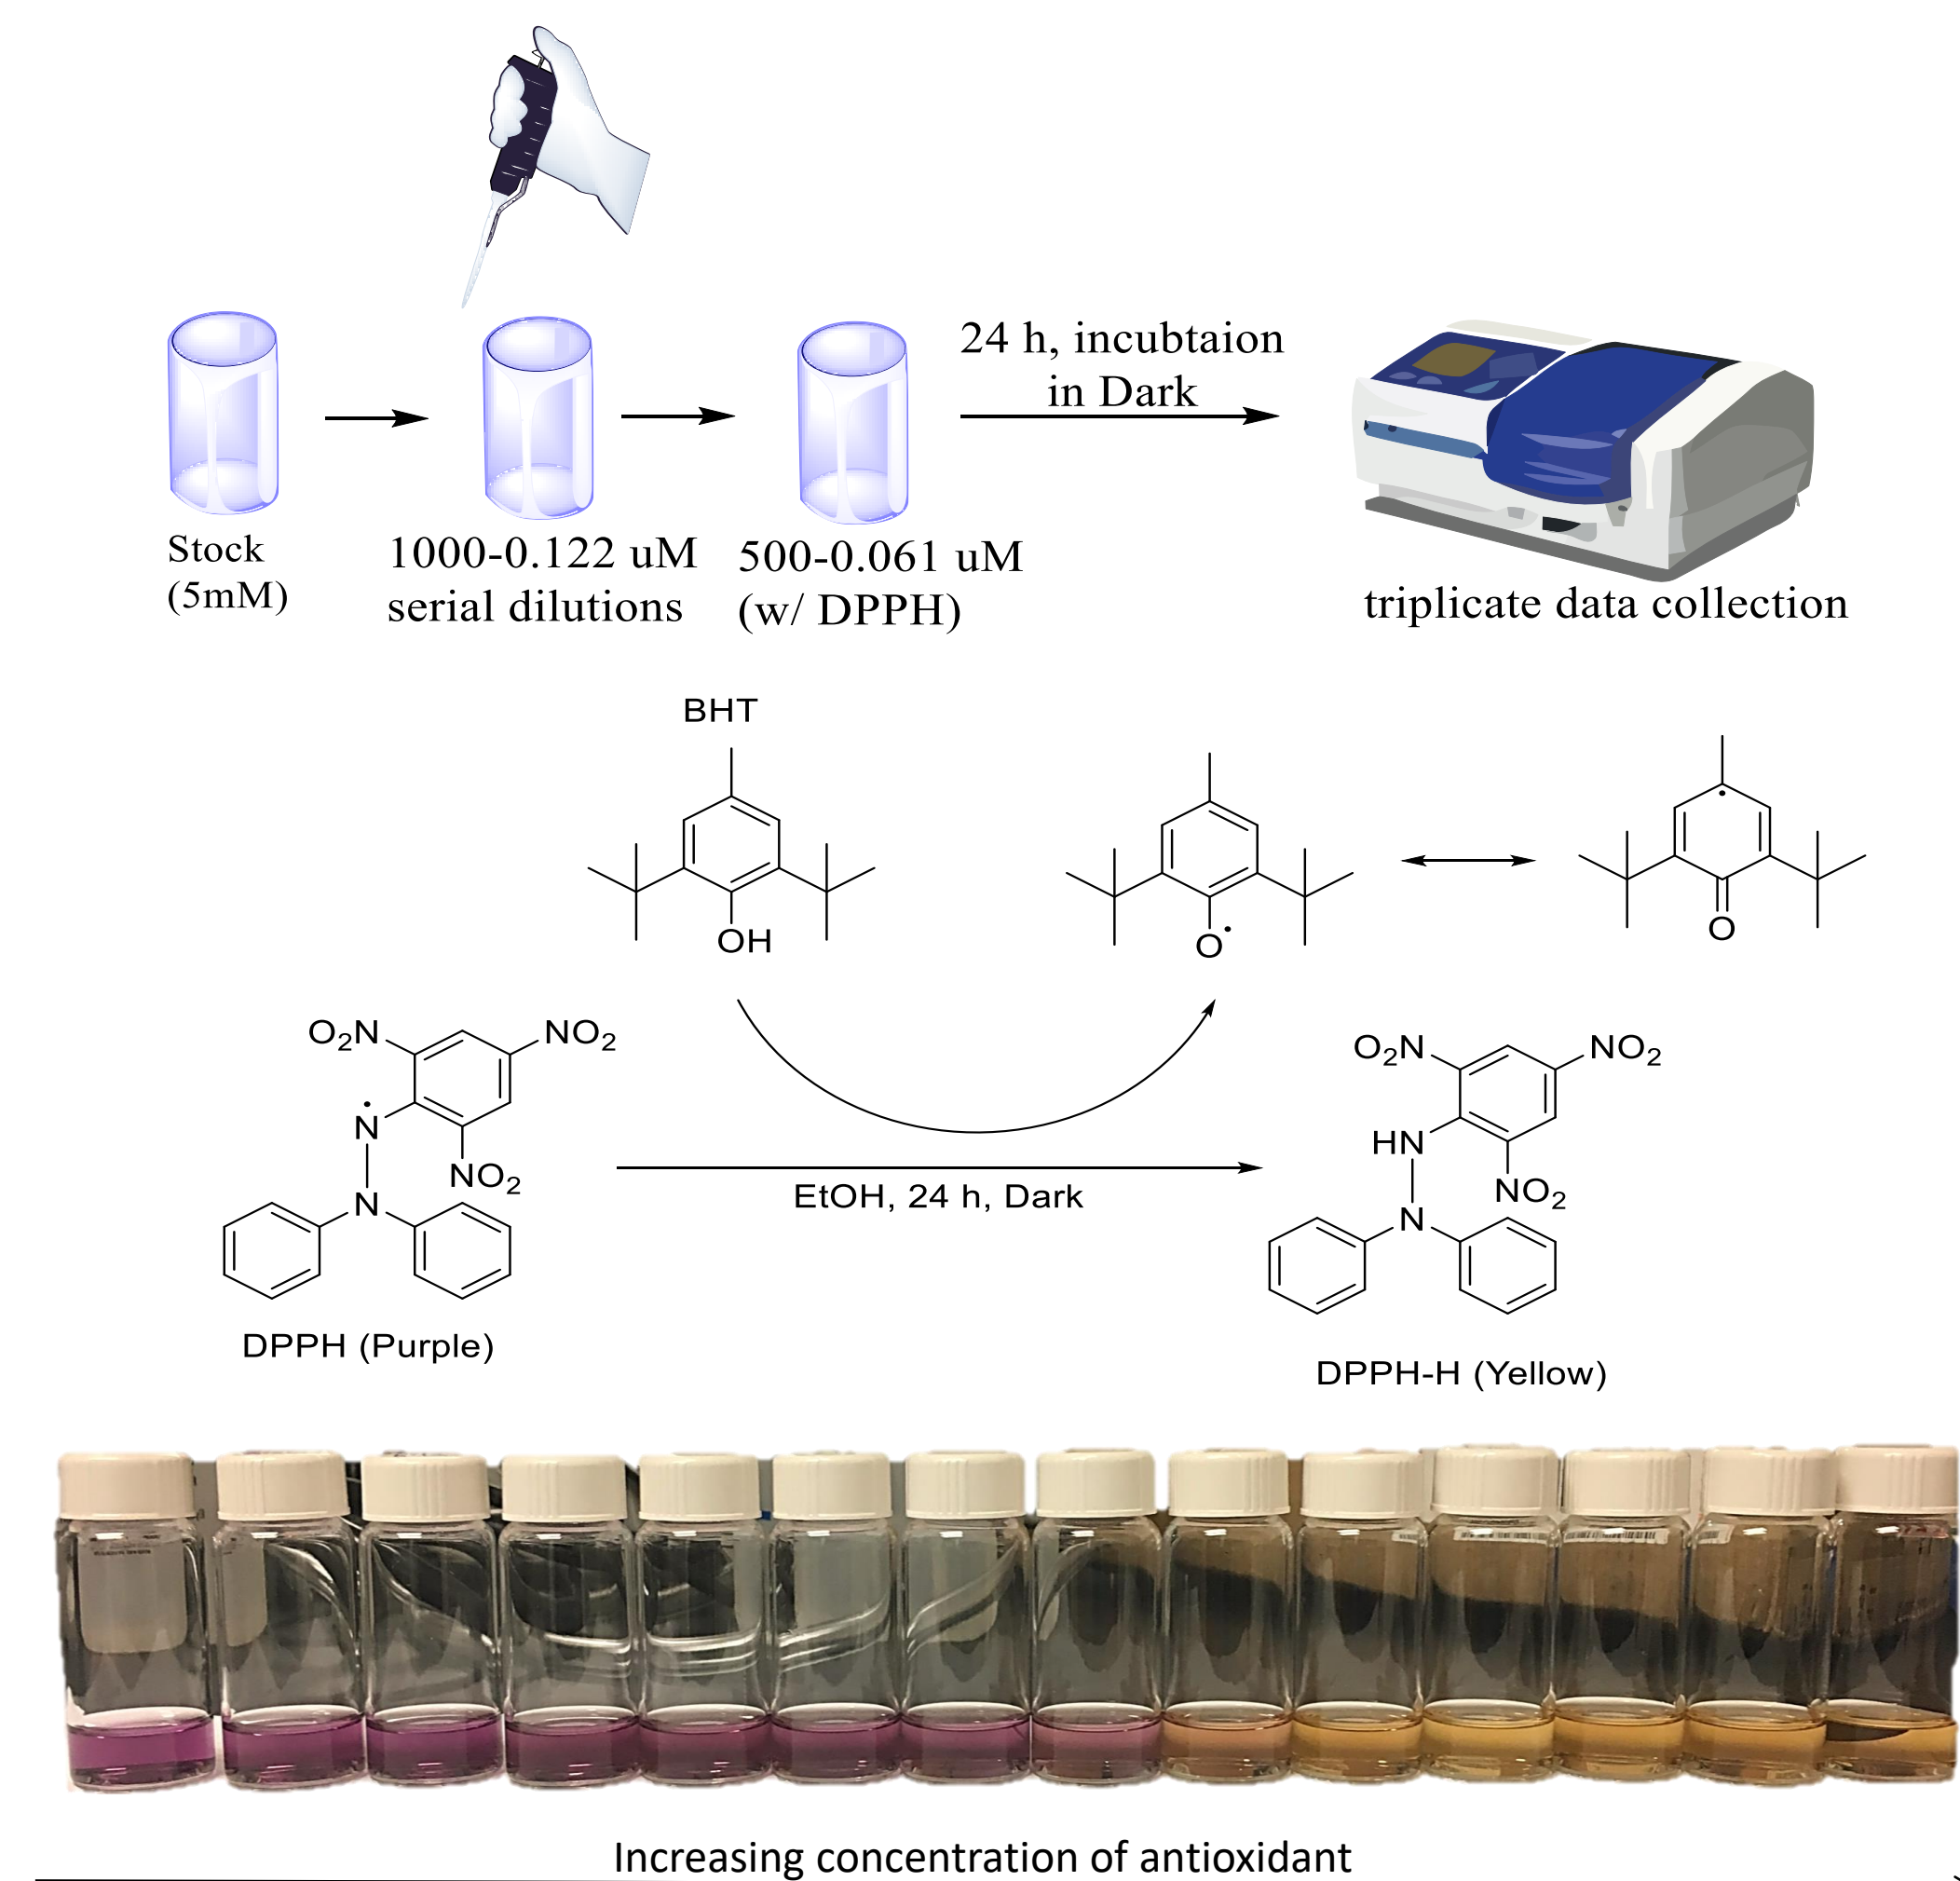 24 h, incubtaion
in Dark
Stock
(5mM)
1000-0.122 uM
serial dilutions
500-0.061 uM
(w/ DPPH)
triplicate data collection
BHT
OH
O•
O
O₂N
NO₂
N•
NO₂
N
EtOH, 24 h, Dark
O₂N
NO₂
HN
NO₂
N
DPPH (Purple)
DPPH-H (Yellow)
Increasing concentration of antioxidant